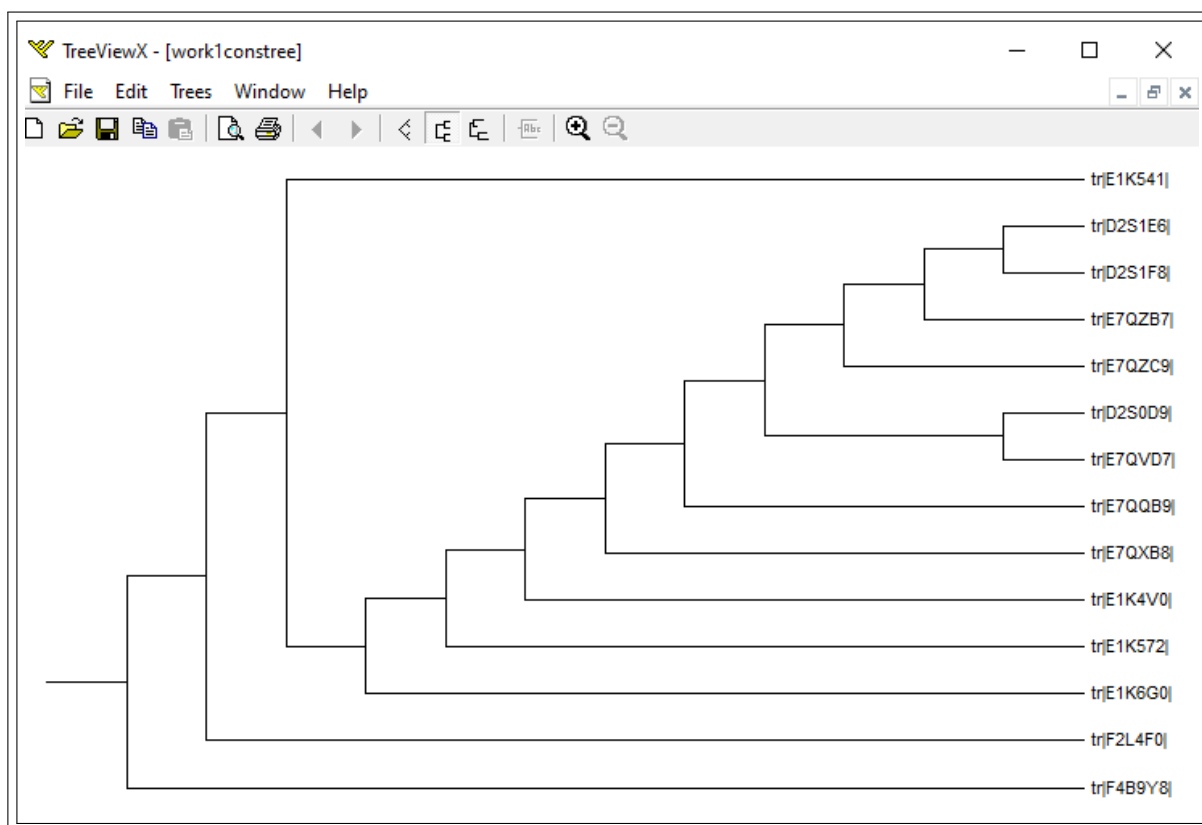 TreeViewX - [work1constree]
File Edit Trees Window Help
Abc
tr|E1K541|
tr|D2S1E6|
tr|D2S1F8|
tr|E7QZB7|
tr|E7QZC9|
tr|D2S0D9|
tr|E7QVD7|
tr|E7QQB9|
tr|E7QXB8|
tr|E1K4V0|
tr|E1K572|
tr|E1K6G0|
tr|F2L4F0|
tr|F4B9Y8|